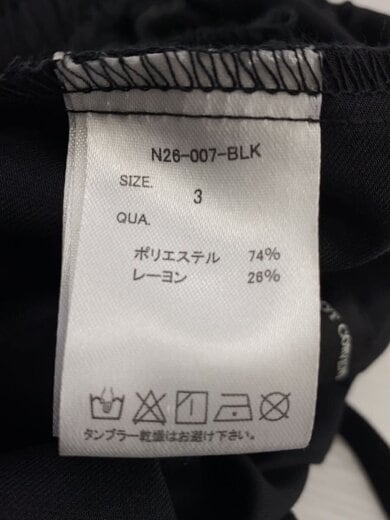 N26-007-BLK
SIZE. 3
QUA.
ポリエステル 74%
レーヨン 26%
タンブラー乾燥はお避け下さい。